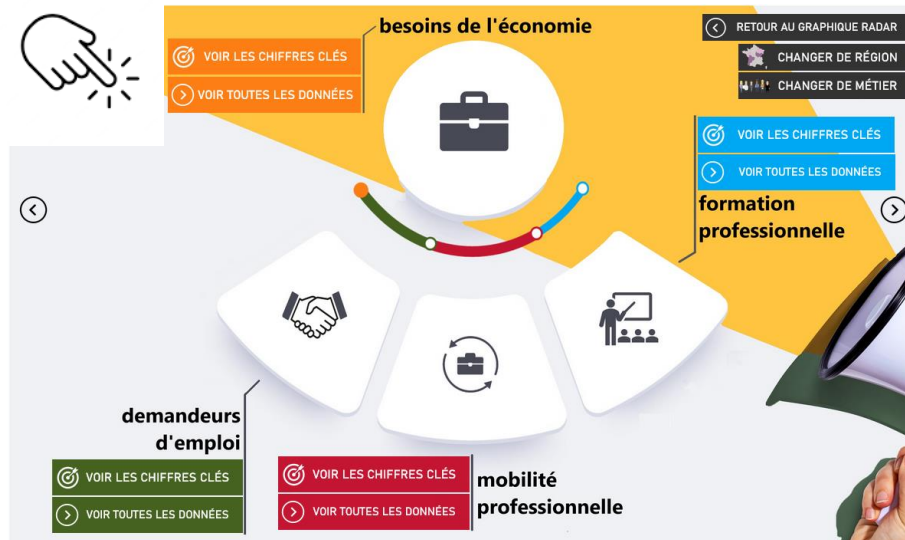 besoins de l'économie
VOIR LES CHIFFRES CLÉS
VOIR TOUTES LES DONNÉES
RETOUR AU GRAPHIQUE RADAR
CHANGER DE RÉGION
CHANGER DE MÉTIER
VOIR LES CHIFFRES CLÉS
VOIR TOUTES LES DONNÉES
formation
professionnelle
demandeurs
d'emploi
VOIR LES CHIFFRES CLÉS
VOIR TOUTES LES DONNÉES
VOIR LES CHIFFRES CLÉS
VOIR TOUTES LES DONNÉES
mobilité
professionnelle